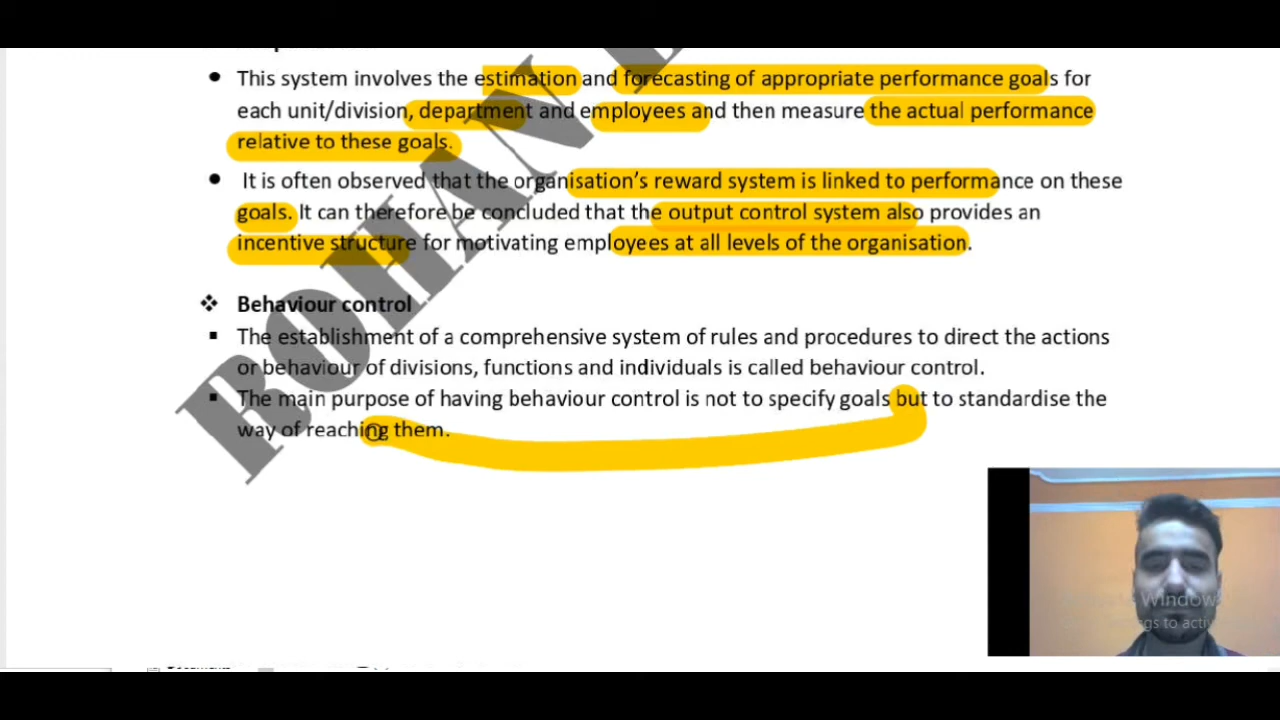 This system involves the estimation and forecasting of appropriate performance goals for
each unit/division, department and employees and then measure the actual performance
relative to these goals.
It is often observed that the organisation's reward system is linked to performance on these
goals. It can therefore be concluded that the output control system also provides an
incentive structure for motivating employees at all levels of the organisation.
Behaviour control
The establishment of a comprehensive system of rules and procedures to direct the actions
or behaviour of divisions, functions and individuals is called behaviour control.
The main purpose of having behaviour control is not to specify goals but to standardise the
way of reaching them.
ROHAN